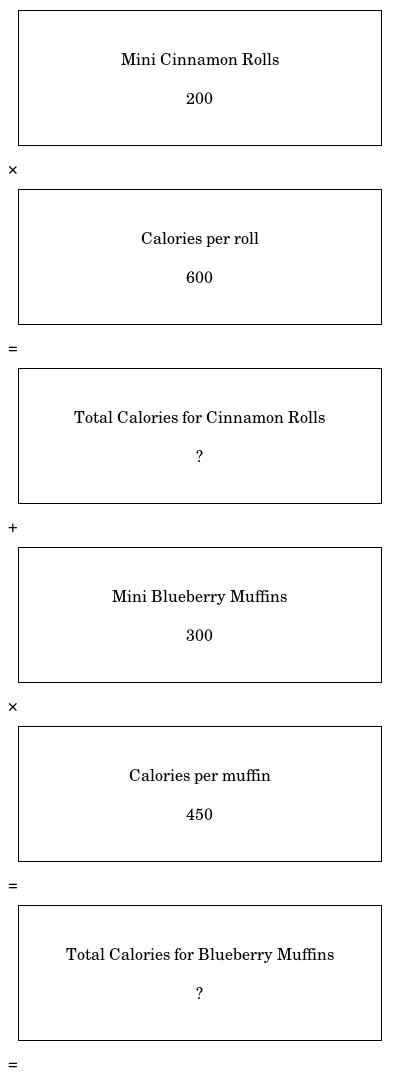 Mini Cinnamon Rolls
200
×
Calories per roll
600
=
Total Calories for Cinnamon Rolls
?
+
Mini Blueberry Muffins
300
×
Calories per muffin
450
=
Total Calories for Blueberry Muffins
?
=